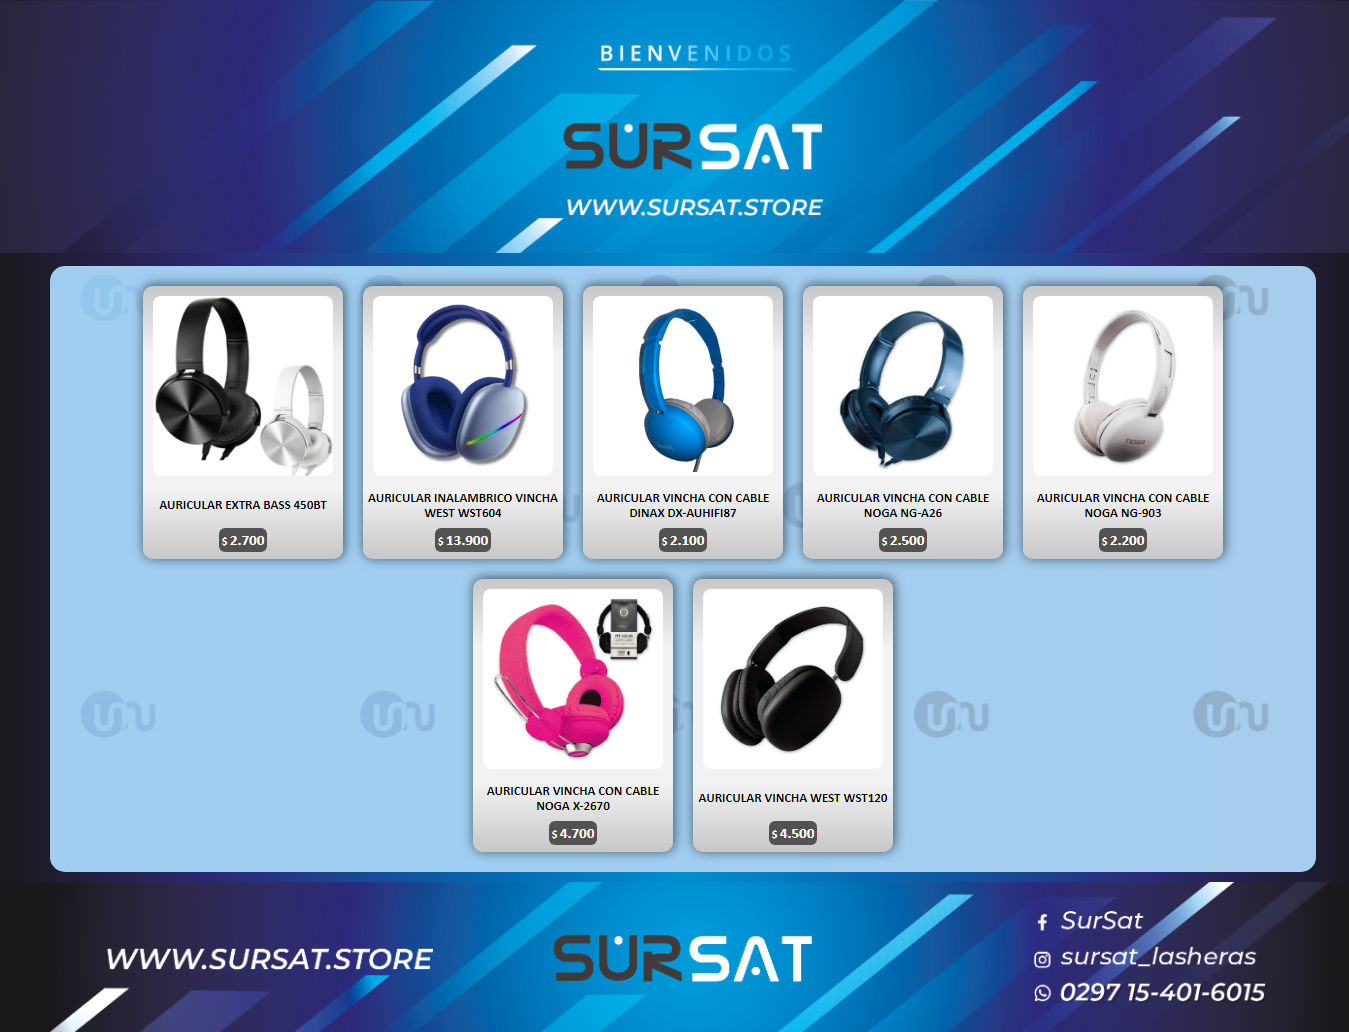 BIENVENIDOS
SURSAT
WWW.SURSAT.STORE
AURICULAR EXTRA BASS 450BT
$ 2.700
AURICULAR INALAMBRICO VINCHA
WEST WST604
$ 13.900
AURICULAR VINCHA CON CABLE
DINAX DX-AUHIFI87
$ 2.100
AURICULAR VINCHA CON CABLE
NOGA NG-A26
$ 2.500
NOGA
AURICULAR VINCHA CON CABLE
NOGA NG-903
$ 2.200
AURICULAR VINCHA CON CABLE
NOGA X-2670
$ 4.700
AURICULAR VINCHA WEST WST120
$ 4.500
WWW.SURSAT.STORE
SURSAT
SurSat
sursat_lasheras
0297 15-401-6015